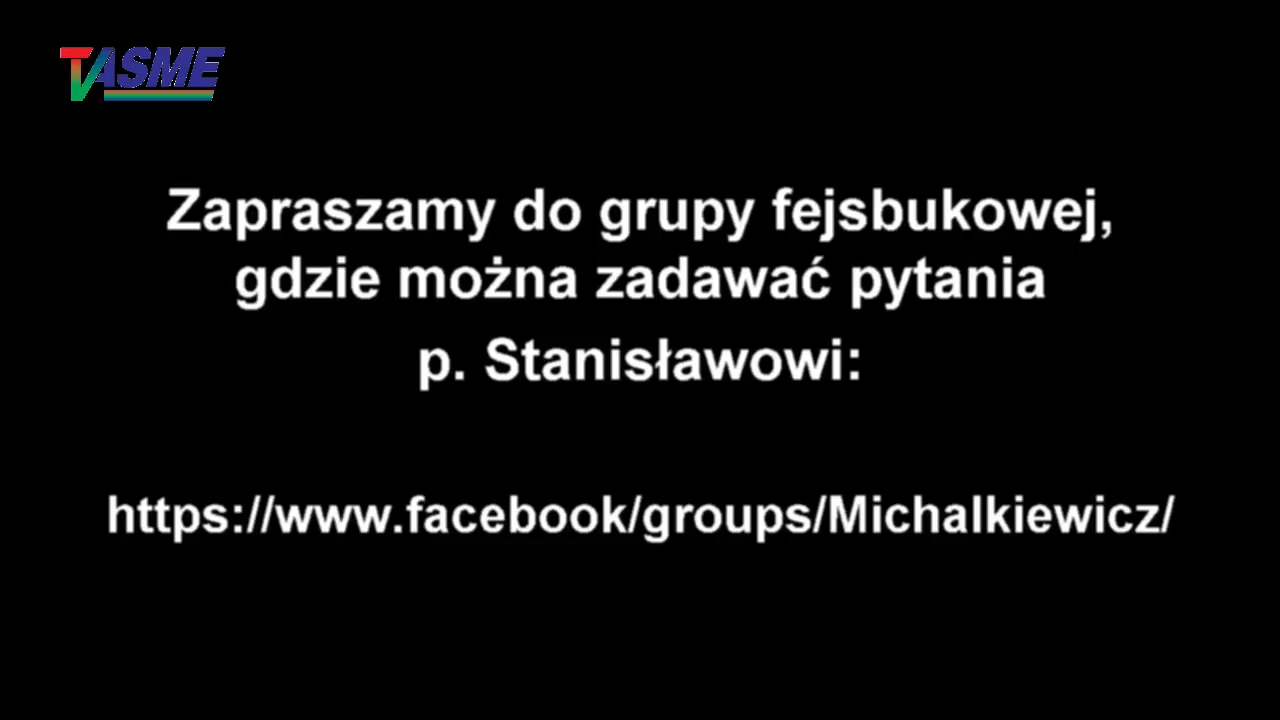 TASME
Zapraszamy do grupy fejsbukowej,
gdzie można zadawać pytania
p. Stanisławowi:
https://www.facebook/groups/Michalkiewicz/